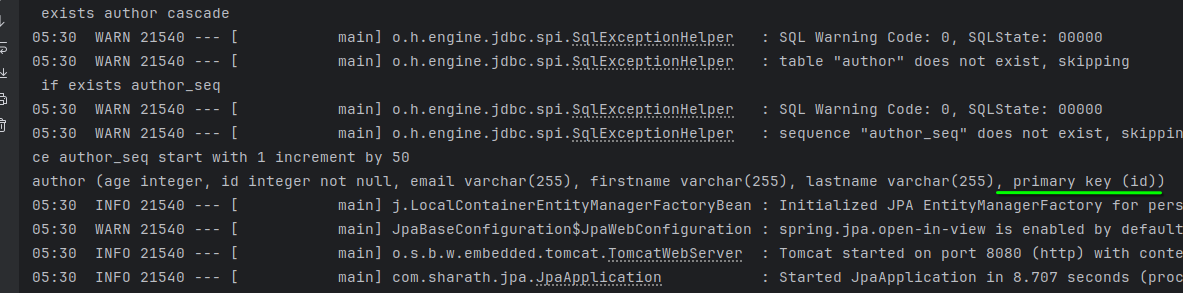 exists author cascade
05:30  WARN 21540 --- [           main] o.h.engine.jdbc.spi.SqlExceptionHelper   : SQL Warning Code: 0, SQLState: 00000
05:30  WARN 21540 --- [           main] o.h.engine.jdbc.spi.SqlExceptionHelper   : table "author" does not exist, skipping
if exists author_seq
05:30  WARN 21540 --- [           main] o.h.engine.jdbc.spi.SqlExceptionHelper   : SQL Warning Code: 0, SQLState: 00000
05:30  WARN 21540 --- [           main] o.h.engine.jdbc.spi.SqlExceptionHelper   : sequence "author_seq" does not exist, skippin
ce author_seq start with 1 increment by 50
author (age integer, id integer not null, email varchar(255), firstname varchar(255), lastname varchar(255), primary key (id))
05:30  INFO 21540 --- [           main] j.LocalContainerEntityManagerFactoryBean : Initialized JPA EntityManagerFactory for pers
05:30  WARN 21540 --- [           main] JpaBaseConfiguration$JpaWebConfiguration : spring.jpa.open-in-view is enabled by default
05:30  INFO 21540 --- [           main] o.s.b.w.embedded.tomcat.TomcatWebServer  : Tomcat started on port 8080 (http) with conte
05:30  INFO 21540 --- [           main] com.sharath.jpa.JpaApplication           : Started JpaApplication in 8.707 seconds (proc